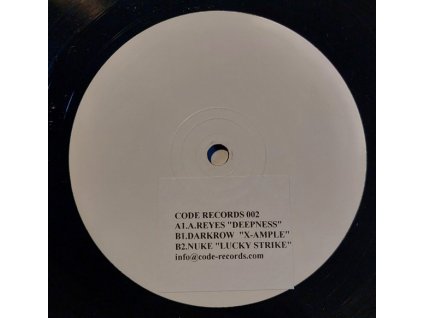 CODE RECORDS 002
A1.A.REYES "DEEPNESS"
B1.DARKROW "X-AMPLE"
B2.NUKE "LUCKY STRIKE"
info@code-records.com